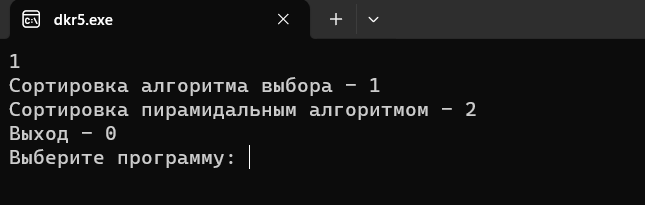 dkr5.exe
1
Сортировка алгоритма выбора - 1
Сортировка пирамидальным алгоритмом - 2
Выход - 0
Выберите программу: